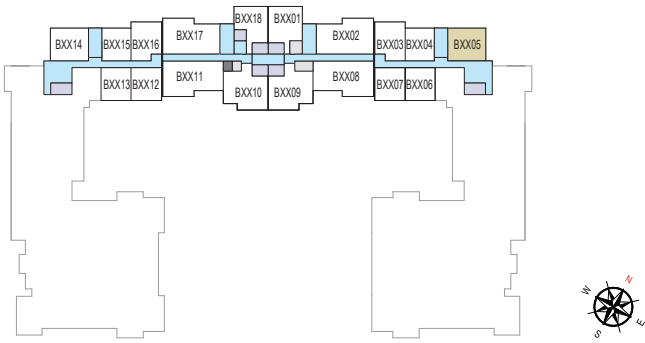 BXX18 BXX01
BXX14 BXX15 BXX16 BXX17 BXX02 BXX03 BXX04 BXX05
BXX13 BXX12 BXX11 BXX10 BXX09 BXX08 BXX07 BXX06
N
W
E
S